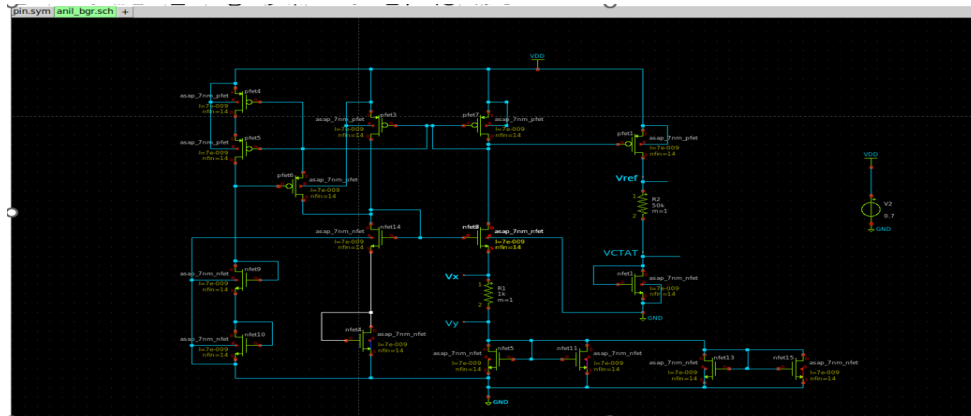 pin.sym anil_bgr.sch +
VDD
asap_7nm_pfet pfet4
l=7e-009
nfin=14
asap_7nm_pfet pfet5
l=7e-009
nfin=14
asap_7nm_pfet pfet3
l=7e-009
nfin=14
pfet7 asap_7nm_pfet
l=7e-009
nfin=14
pfet1 asap_7nm_pfet
l=7e-009
nfin=14
pfet6 asap_7nm_pfet
l=7e-009
nfin=14
Vref
1
2
R2
50k
m=1
VDD
V2
0.7
GND
nfet14
asap_7nm_nfet
l=7e-009
nfin=14
asap_7nm_nfet
l=7e-009
nfin=14
VCTAT
asap_7nm_nfet nfet9
l=7e-009
nfin=14
Vx
1
2
R1
1k
m=1
Vy
nfet1 asap_7nm_nfet
l=7e-009
nfin=14
GND
asap_7nm_nfet nfet10
l=7e-009
nfin=14
asap_7nm_nfet
l=7e-009
nfin=14
asap_7nm_nfet nfet5
l=7e-009
nfin=14
nfet11 asap_7nm_nfet
l=7e-009
nfin=14
asap_7nm_nfet nfet13
l=7e-009
nfin=14
nfet15 asap_7nm_nfet
l=7e-009
nfin=14
GND